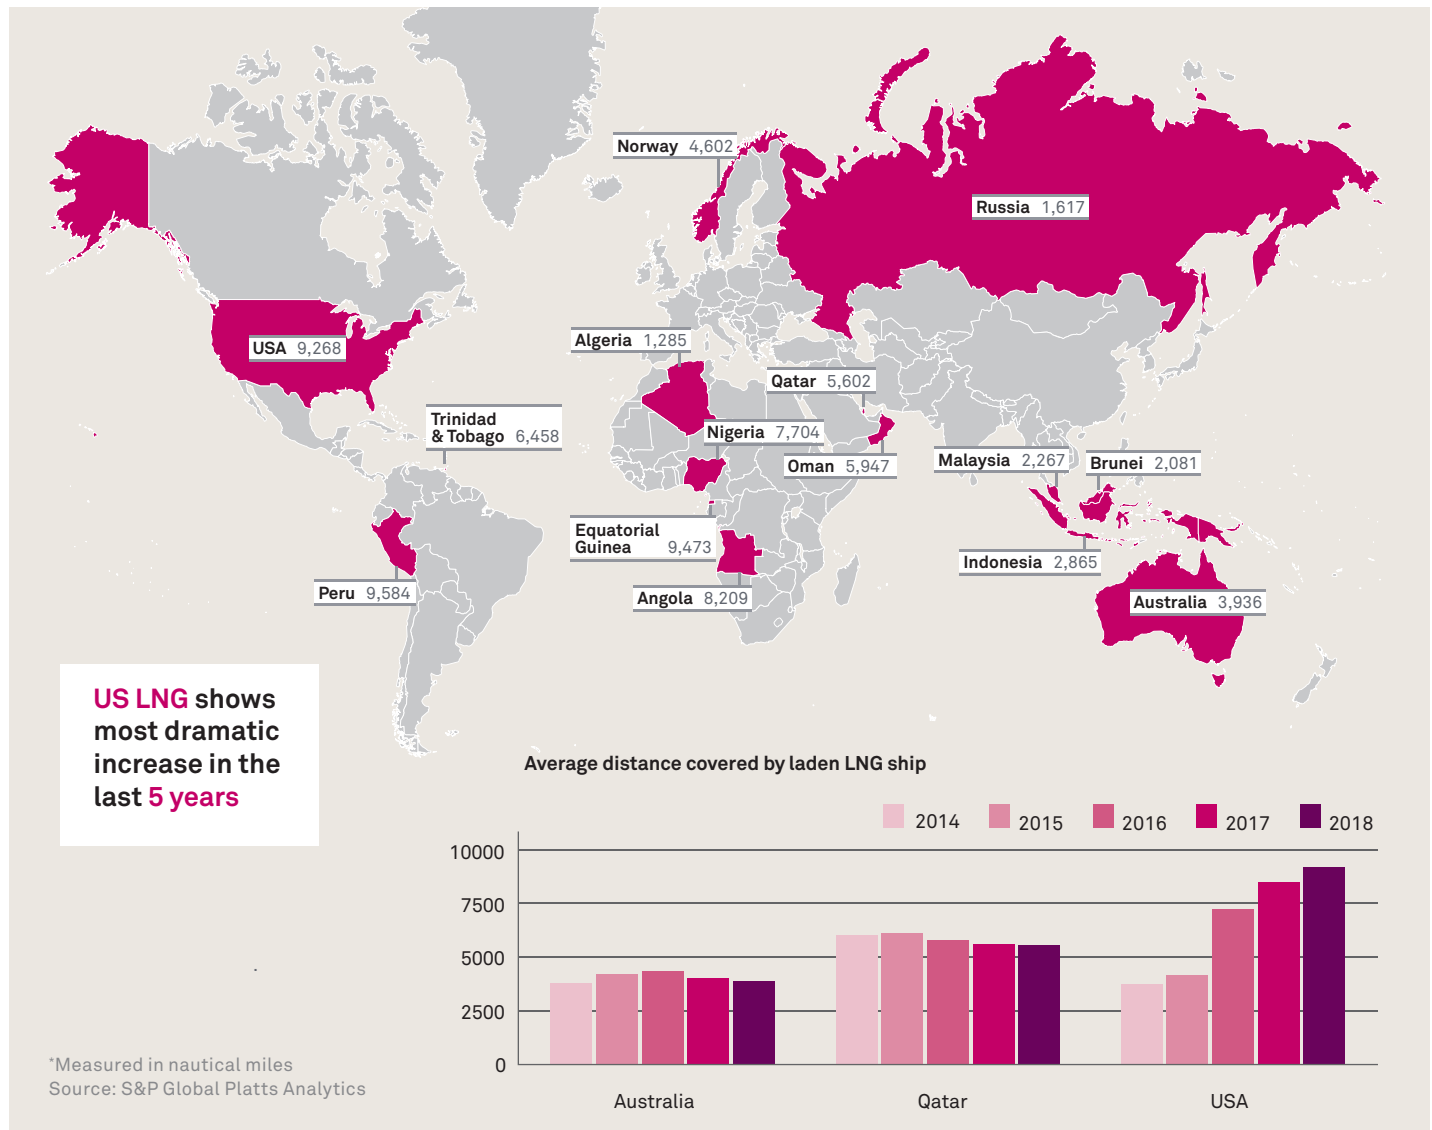 Norway 4,602
Russia 1,617
USA 9,268
Algeria 1,285
Qatar 5,602
Trinidad
& Tobago 6,458
Nigeria 7,704
Oman 5,947
Malaysia 2,267
Brunei 2,081
Equatorial
Guinea 9,473
Indonesia 2,865
Peru 9,584
Angola 8,209
Australia 3,936
US LNG shows
most dramatic
increase in the
last 5 years
Average distance covered by laden LNG ship
2014 2015 2016 2017 2018
10000
7500
5000
2500
0
Australia Qatar USA
*Measured in nautical miles
Source: S&P Global Platts Analytics